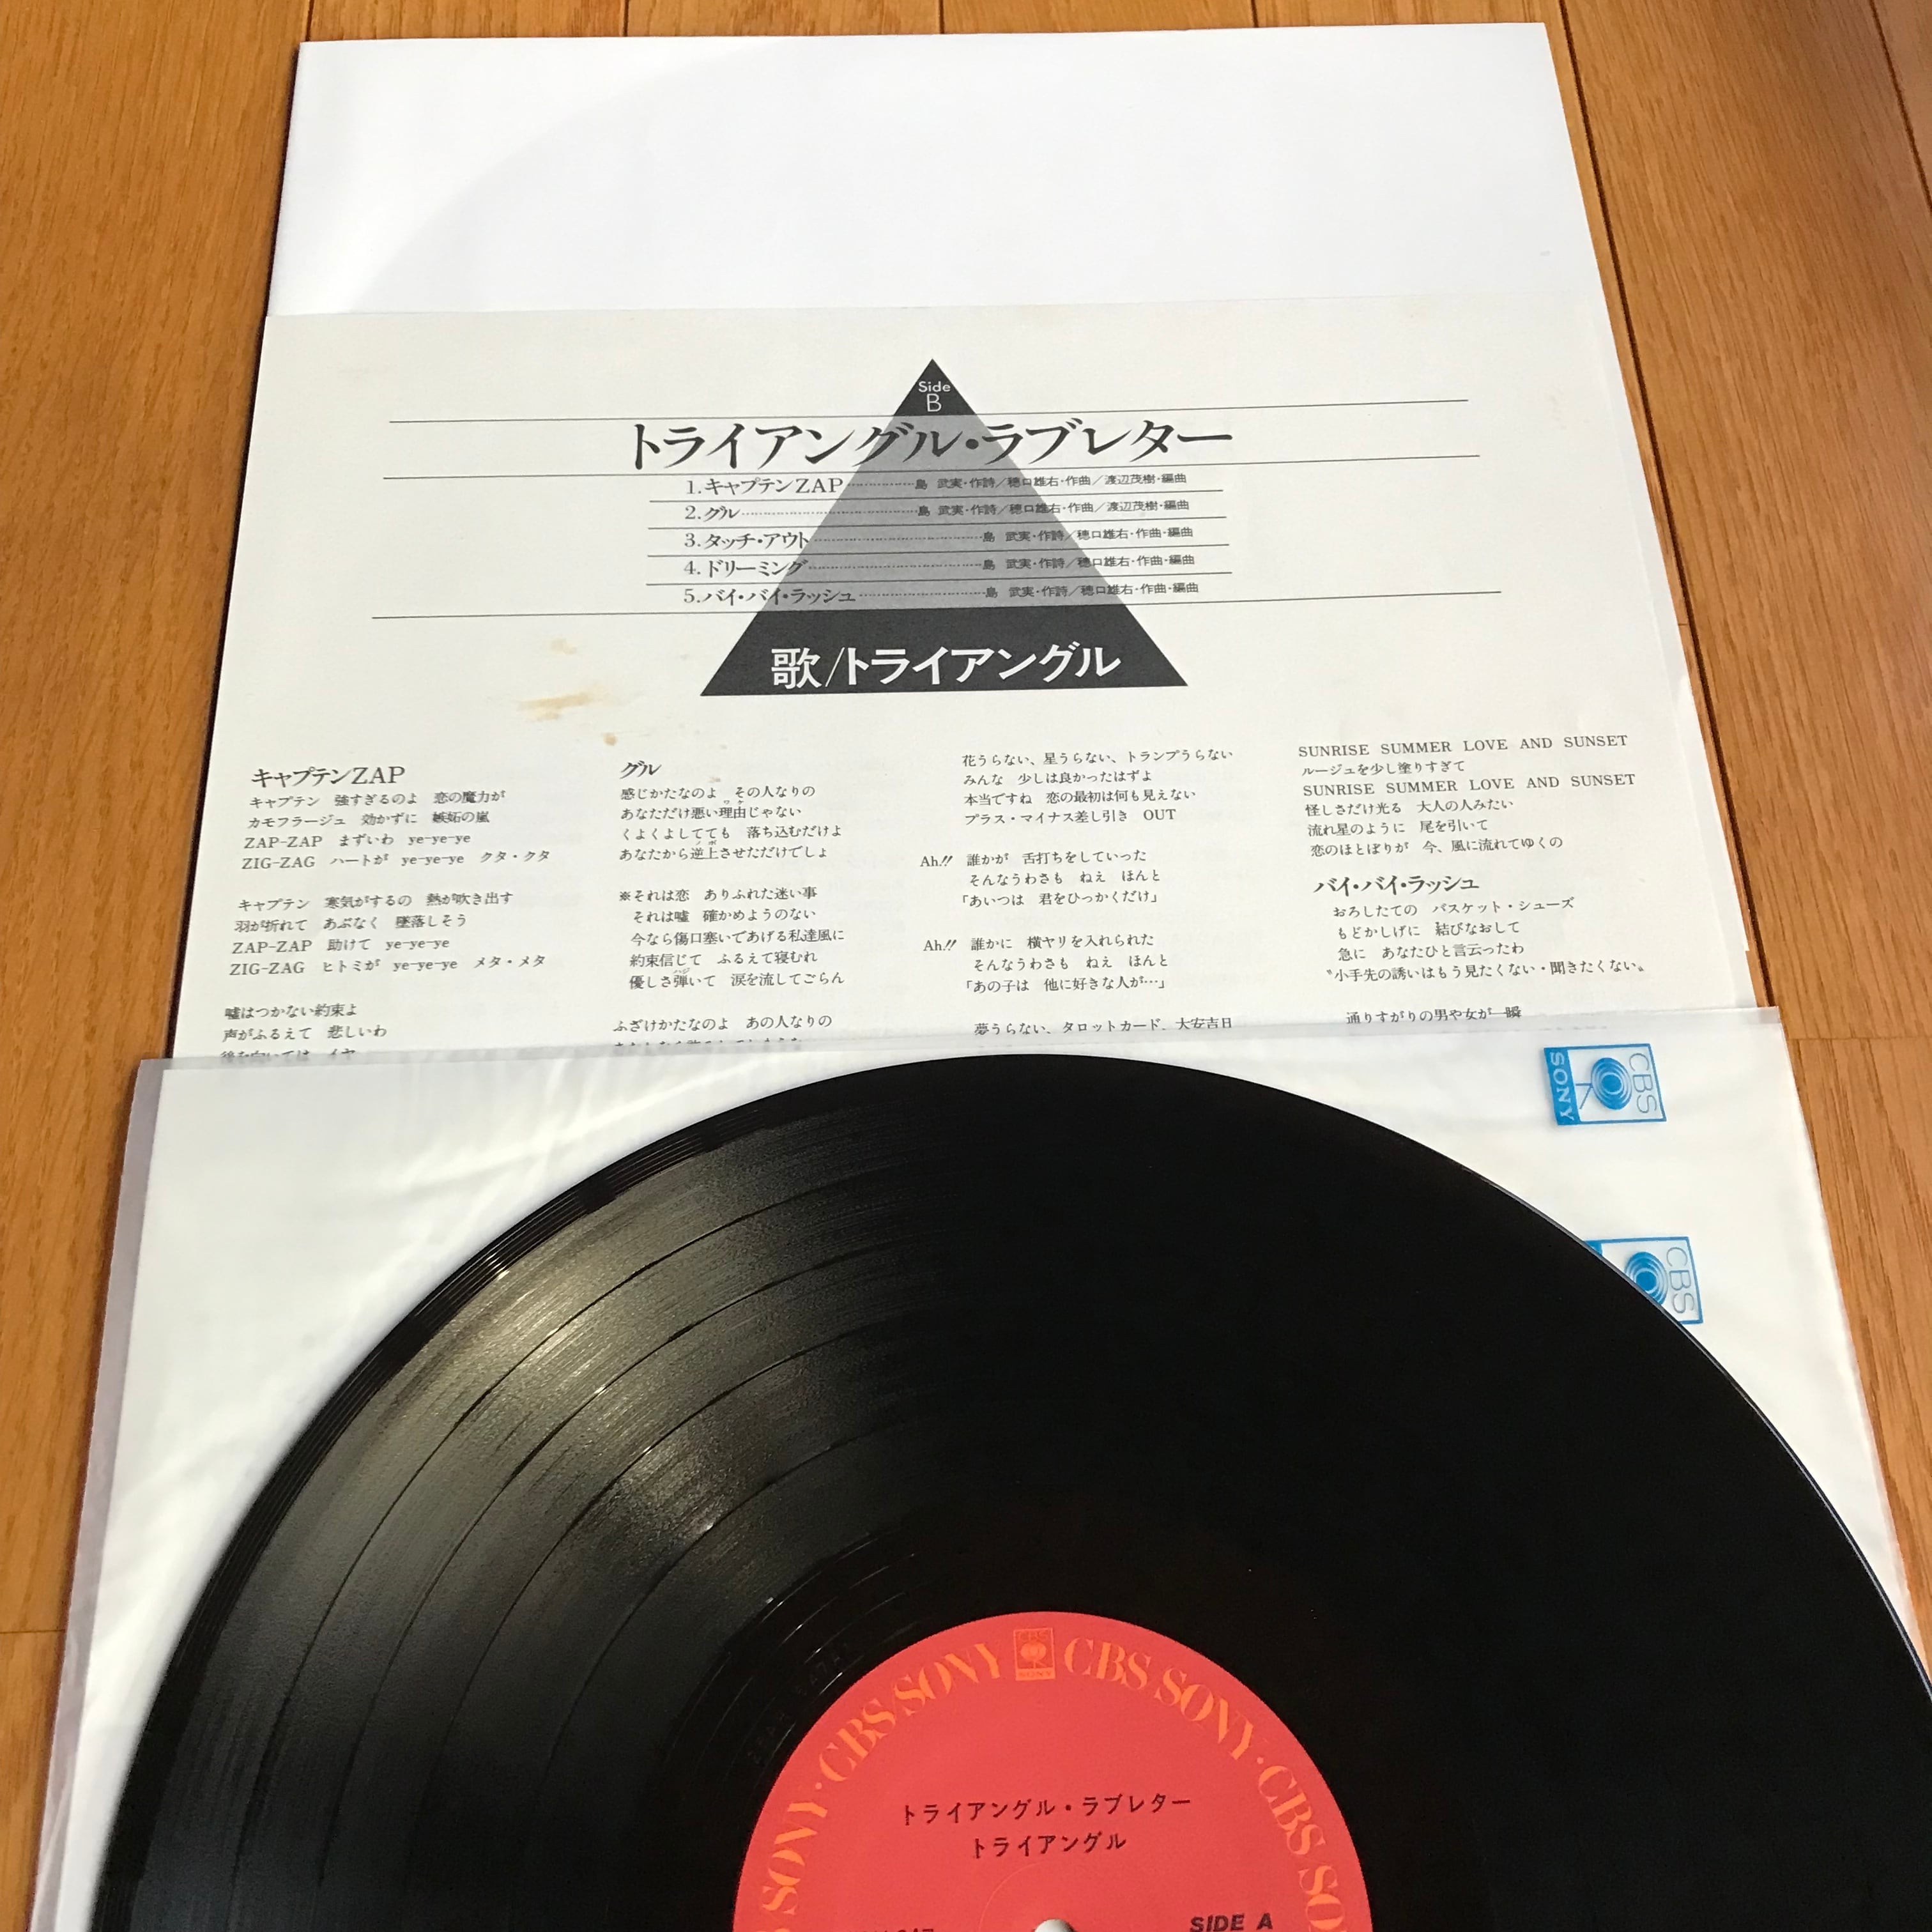 Side
B
トライアングル・ラブレター
1.キャプテンZAP……………島 武実・作詩／穂口雄右・作曲／渡辺茂樹・編曲
2.グル……………島 武実・作詩／穂口雄右・作曲／渡辺茂樹・編曲
3.タッチ・アウト……………島 武実・作詩／穂口雄右・作曲・編曲
4.ドリーミング……………島 武実・作詩／穂口雄右・作曲・編曲
5.バイ・バイ・ラッシュ……………島 武実・作詩／穂口雄右・作曲・編曲
歌/トライアングル
キャプテンZAP
キャプテン 強すぎるのよ 恋の魔力が
カモフラージュ 効かずに 嫉妬の嵐
ZAP-ZAP まずいわ ye-ye-ye
ZIG-ZAG ハートが ye-ye-ye クタ・クタ
キャプテン 寒気がするの 熱が吹き出す
羽が折れて あぶなく 墜落しそう
ZAP-ZAP 助けて ye-ye-ye
ZIG-ZAG ヒトミが ye-ye-ye メタ・メタ
嘘はつかない約束よ
声がふるえて 悲しいわ
グル
感じかたなのよ その人なりの
あなただけ悪い理由じゃない
くよくよしてても 落ち込むだけよ
あなたから逆上させただけでしょ
※それは恋 ありふれた迷い事
それは嘘 確かめようのない
今なら傷口塞いであげる私達風に
約束信じて ふるえて寝むれ
優しさ弾いて 涙を流してごらん
ふざけかたなのよ あの人なりの
花うらない、星うらない、トランプうらない
みんな 少しは良かったはずよ
本当ですね 恋の最初は何も見えない
プラス・マイナス差し引き OUT
Ah!! 誰かが 舌打ちをしていった
そんなうわさも ねえ ほんと
「あいつは 君をひっかくだけ」
Ah!! 誰かに 横ヤリを入れられた
そんなうわさも ねえ ほんと
「あの子は 他に好きな人が…」
夢うらない、タロットカード、大安吉日
SUNRISE SUMMER LOVE AND SUNSET
ルージュを少し塗りすぎて
SUNRISE SUMMER LOVE AND SUNSET
怪しさだけ光る 大人の人みたい
流れ星のように 尾を引いて
恋のほとぼりが 今、風に流れてゆくの
バイ・バイ・ラッシュ
おろしたての バスケット・シューズ
もどかしげに 結びなおして
急に あなたひと言云ったわ
〝小手先の誘いはもう見たくない・聞きたくない〟
通りすがりの男や女が一瞬
CBS
SONY
CBS
CBS
SONY
SONY・CBS/SONY CBS SONY・CBS SO
トライアングル・ラブレター
トライアングル
SIDE A